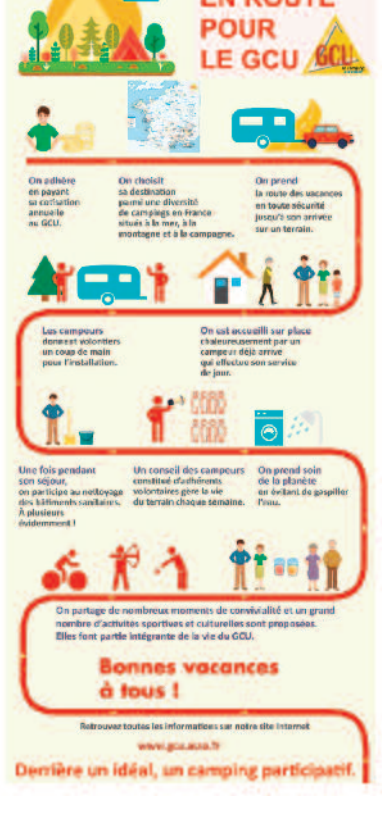 EN ROUTE
POUR
LE GCU
GCU
On adhère
en payant
sa cotisation
annuelle
au GCU.
On choisit
sa destination
parmi une diversité
de campings en France
situés à la mer, à la
montagne et à la campagne.
On prend
la route des vacances
en toute sécurité
jusqu'à son arrivée
sur un terrain.
Les campeurs
donnent volontiers
un coup de main
pour l'installation.
On est accueilli sur place
chaleureusement par un
campeur déjà arrivé
qui effectue son service
de jour.
Une fois pendant
son séjour,
on participe au nettoyage
des bâtiments sanitaires.
À plusieurs
évidemment !
Un conseil des campeurs
constitué d'adhérents
volontaires gère la vie
du terrain chaque semaine.
On prend soin
de la planète
en évitant de gaspiller
l'eau.
On partage de nombreux moments de convivialité et un grand
nombre d'activités sportives et culturelles sont proposées.
Elles font partie intégrante de la vie du GCU.
Bonnes vacances
à tous !
Retrouvez toutes les informations sur notre site Internet
www.gcu.asso.fr
Derrière un idéal, un camping participatif.